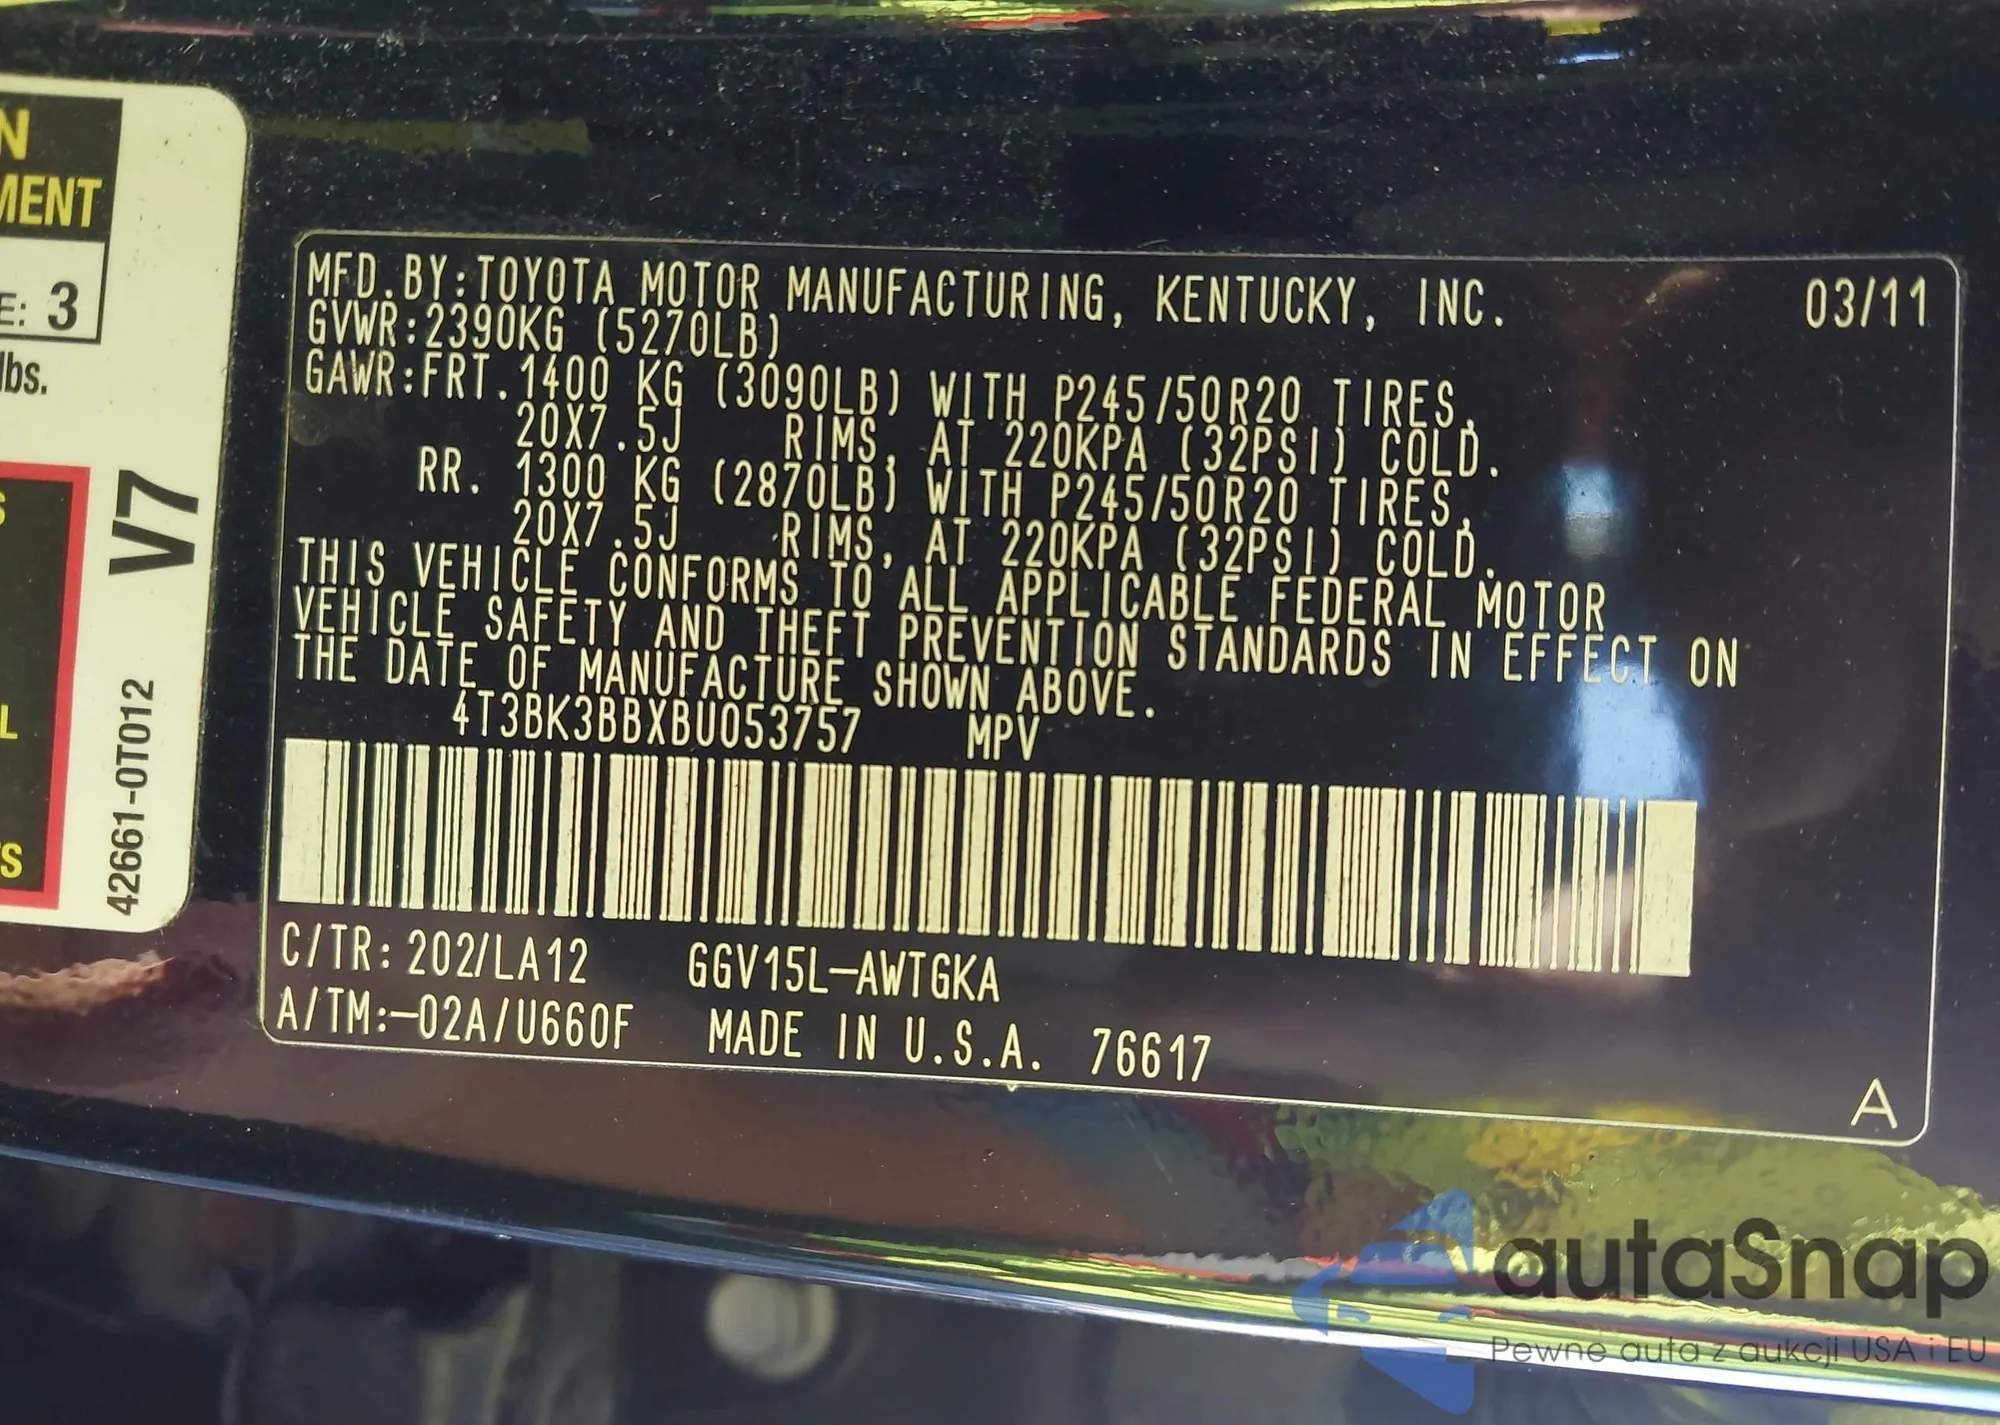 N
MENT
E: 3
lbs.
S
L
TS
V7
42661-0T012
MFD.BY:TOYOTA MOTOR MANUFACTURING, KENTUCKY, INC. 03/11
GVWR:2390KG (5270LB)
GAWR:FRT.1400 KG (3090LB) WITH P245/50R20 TIRES,
20X7.5J RIMS, AT 220KPA (32PSI) COLD.
RR. 1300 KG (2870LB) WITH P245/50R20 TIRES,
20X7.5J RIMS, AT 220KPA (32PSI) COLD.
THIS VEHICLE CONFORMS TO ALL APPLICABLE FEDERAL MOTOR
VEHICLE SAFETY AND THEFT PREVENTION STANDARDS IN EFFECT ON
THE DATE OF MANUFACTURE SHOWN ABOVE.
4T3BK3BBXBU053757 MPV
C/TR:202/LA12 GGV15L-AWTGKA
A/TM:-02A/U660F MADE IN U.S.A. 76617
A
autaSnap
Pewne auta z aukcji USA i EU